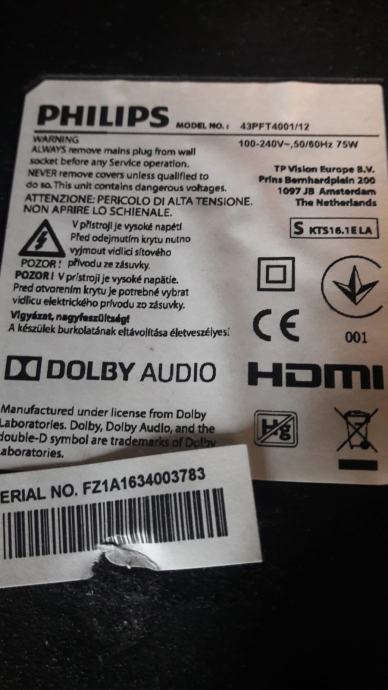 PHILIPS MODEL NO.: 43PFT4001/12
WARNING
ALWAYS remove mains plug from wall
socket before any Service operation.
NEVER remove covers unless qualified to
do so. This unit contains dangerous voltages.
ATTENZIONE: PERICOLO DI ALTA TENSIONE.
NON APRIRE LO SCHIENALE.
V přístroji je vysoké napětí
Před odejmutím krytu nutno
vyjmout vidlici síťového
POZOR! přívodu ze zásuvky.
POZOR! V prístroji je vysoké napätie.
Pred otvorením krytu je potrebné vybrat
vidlicu elektrického prívodu zo zásuvky.
Vigyázat, nagyfeszültség!
A készülek burkolatának eltávolítása életveszélyes!
100-240V~,50/60Hz 75W
TP Vision Europe B.V.
Prins Bernhardplein 200
1097 JB Amsterdam
The Netherlands
S KTS16.1E LA
CE
001
DOLBY AUDIO
HDMI
Manufactured under license from Dolby
Laboratories. Dolby, Dolby Audio, and the
double-D symbol are trademarks of Dolby
aboratories.
Hg
ERIAL NO. FZ1A1634003783